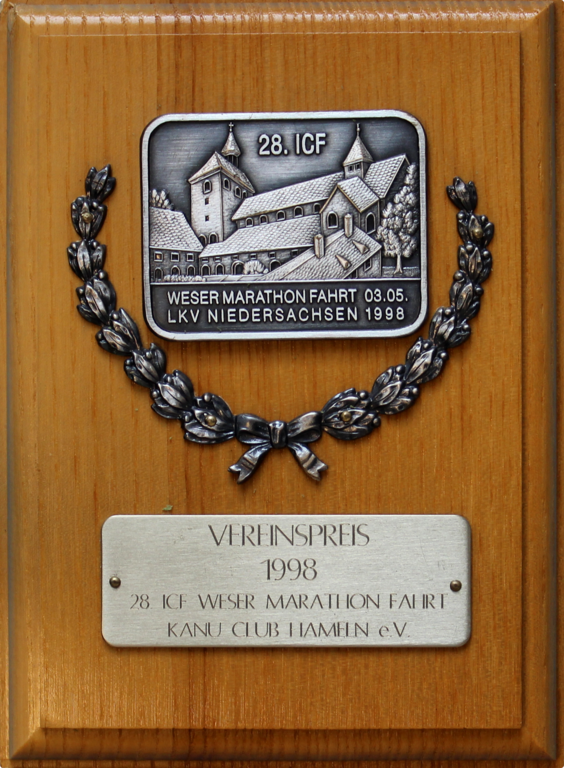 28. ICF
WESER MARATHON FAHRT 03.05.
LKV NIEDERSACHSEN 1998
VEREINSPREIS
1998
28 ICF WESER MARATHON FAHRT
KANU CLUB HAMELN e.V.